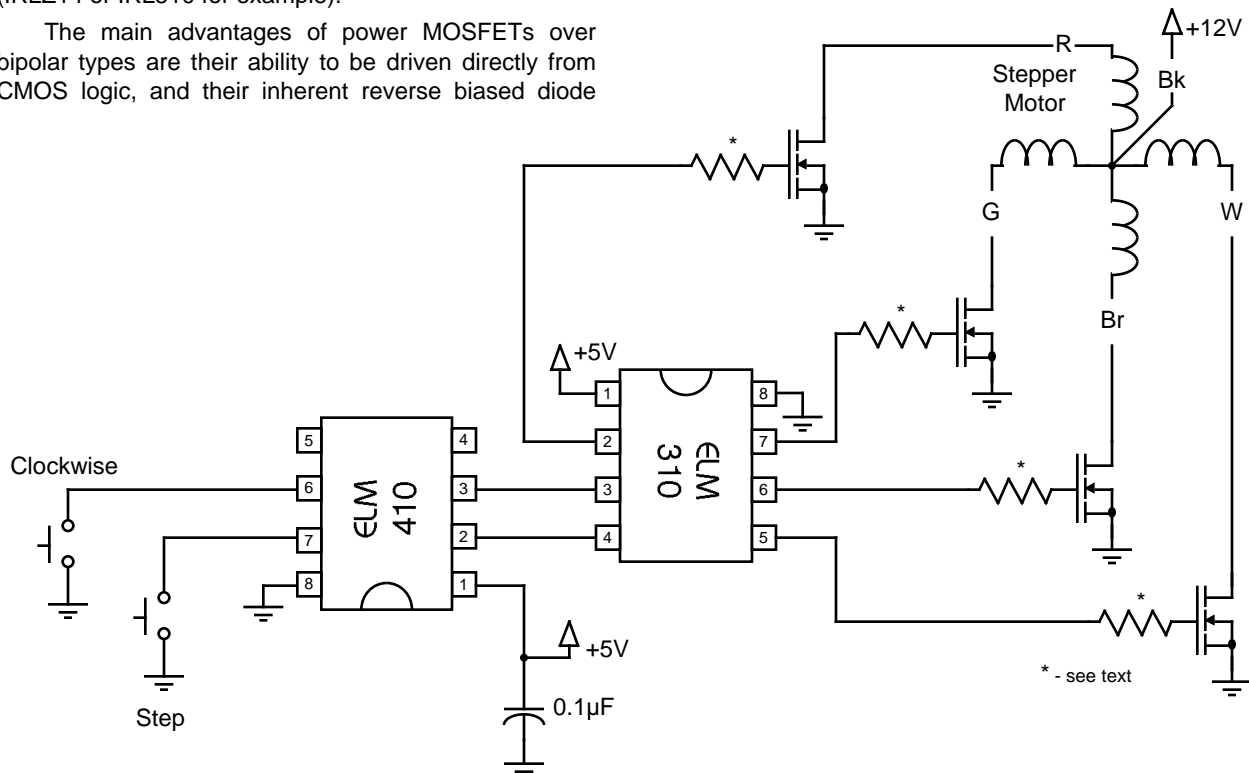 The main advantages of power MOSFETs over
bipolar types are their ability to be driven directly from
CMOS logic, and their inherent reverse biased diode
+12V
R
Stepper
Motor
Bk
*
G
W
*
Br
+5V
1
8
2
7
3
6
4
5
ELM
310
*
Clockwise
5
4
6
3
7
2
8
1
ELM
410
*
+5V
* - see text
0.1µF
Step